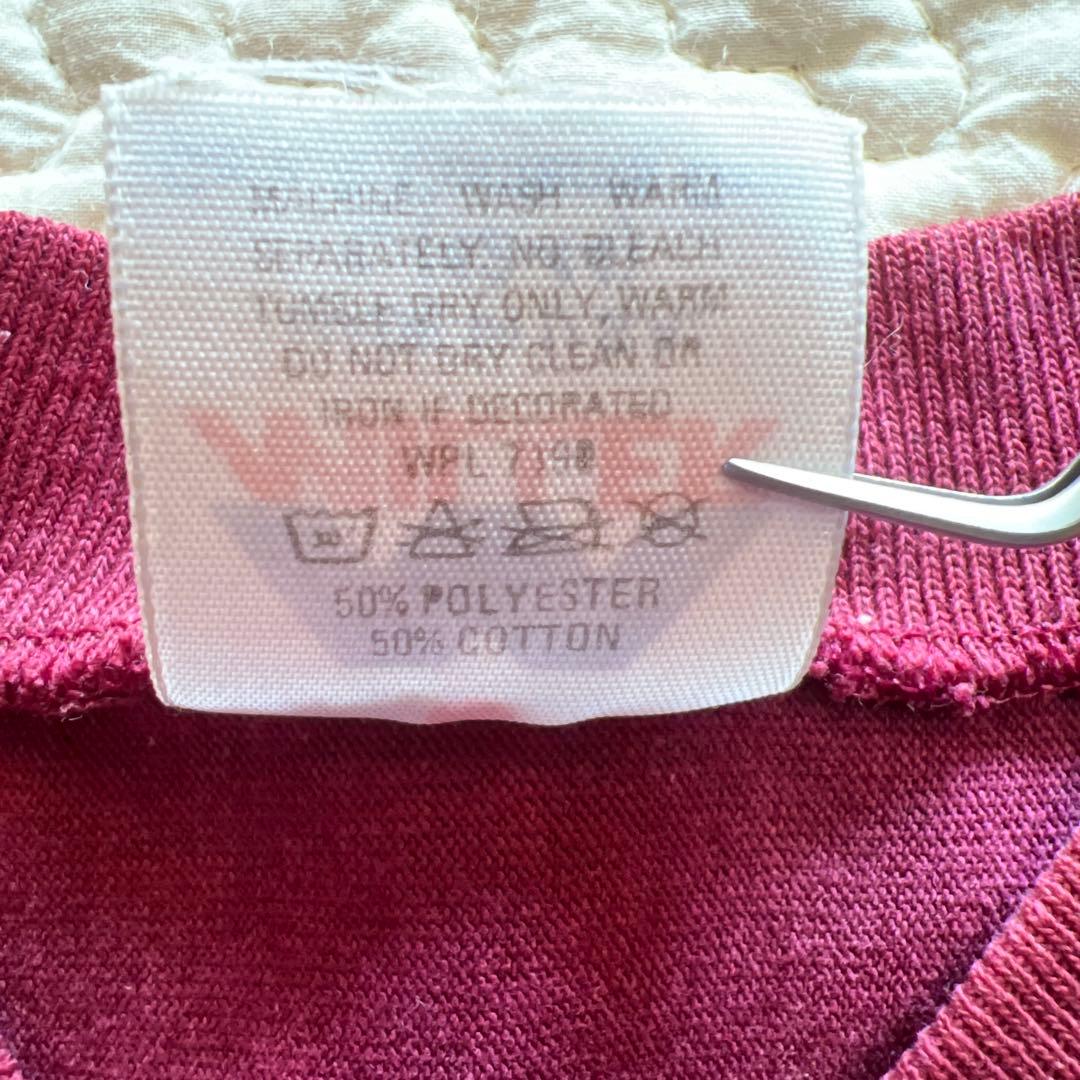 MACHINE WASH WARM
SEPARATELY. NO BLEACH
TUMBLE DRY ONLY, WARM
DO NOT DRY CLEAN OR
IRON IF DECORATED
WPL
50% POLYESTER
50% COTTON